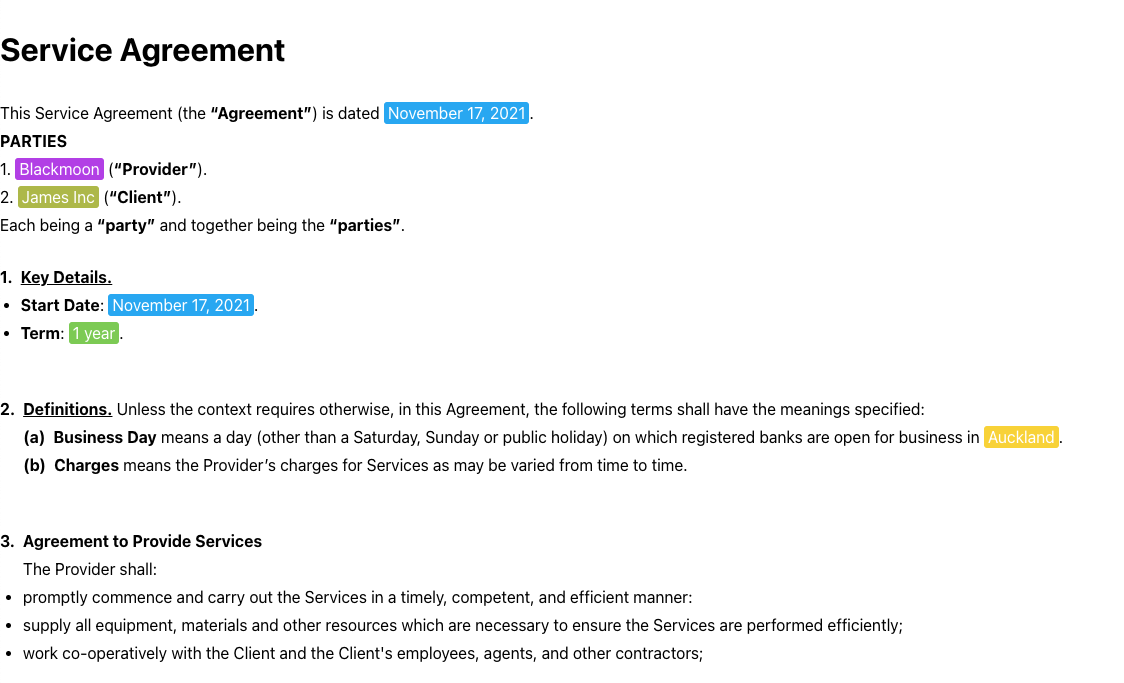 Service Agreement
This Service Agreement (the “Agreement”) is dated November 17, 2021.
PARTIES
1. Blackmoon (“Provider”).
2. James Inc (“Client”).
Each being a “party” and together being the “parties”.
1. Key Details.
• Start Date: November 17, 2021.
• Term: 1 year.
2. Definitions. Unless the context requires otherwise, in this Agreement, the following terms shall have the meanings specified:
(a) Business Day means a day (other than a Saturday, Sunday or public holiday) on which registered banks are open for business in Auckland.
(b) Charges means the Provider’s charges for Services as may be varied from time to time.
3. Agreement to Provide Services
The Provider shall:
• promptly commence and carry out the Services in a timely, competent, and efficient manner:
• supply all equipment, materials and other resources which are necessary to ensure the Services are performed efficiently;
• work co-operatively with the Client and the Client's employees, agents, and other contractors;